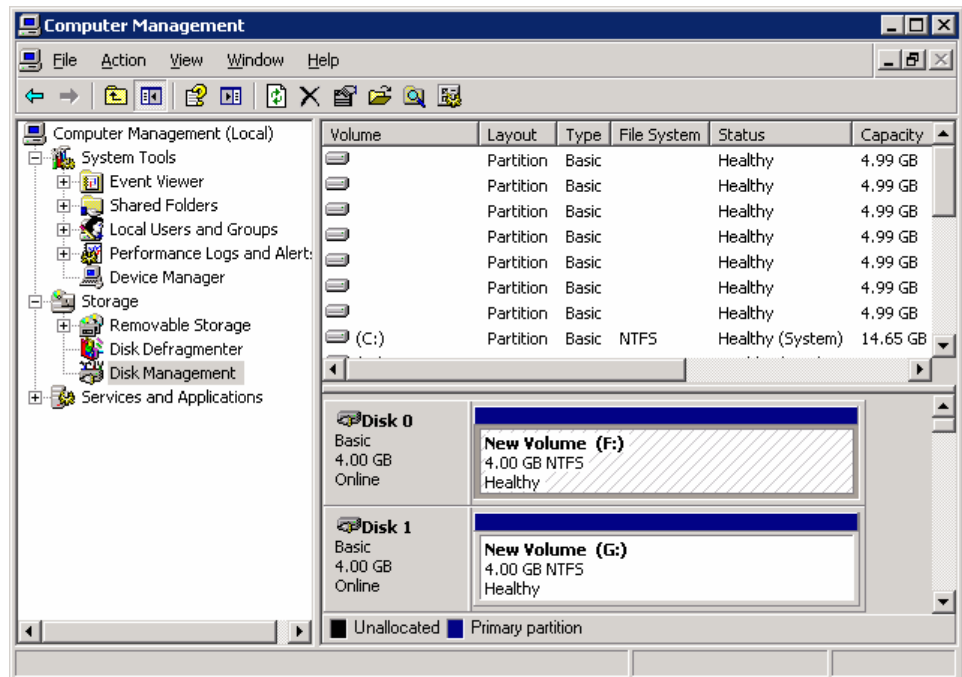 Computer Management
File Action View Window Help
Computer Management (Local)
System Tools
Event Viewer
Shared Folders
Local Users and Groups
Performance Logs and Alert
Device Manager
Storage
Removable Storage
Disk Defragmenter
Disk Management
Services and Applications
Volume Layout Type File System Status Capacity
Partition Basic Healthy 4.99 GB
Partition Basic Healthy 4.99 GB
Partition Basic Healthy 4.99 GB
Partition Basic Healthy 4.99 GB
Partition Basic Healthy 4.99 GB
Partition Basic Healthy 4.99 GB
Partition Basic Healthy 4.99 GB
(C:) Partition Basic NTFS Healthy (System) 14.65 GB
Disk 0
Basic
4.00 GB
Online
New Volume (F:)
4.00 GB NTFS
Healthy
Disk 1
Basic
4.00 GB
Online
New Volume (G:)
4.00 GB NTFS
Healthy
Unallocated Primary partition